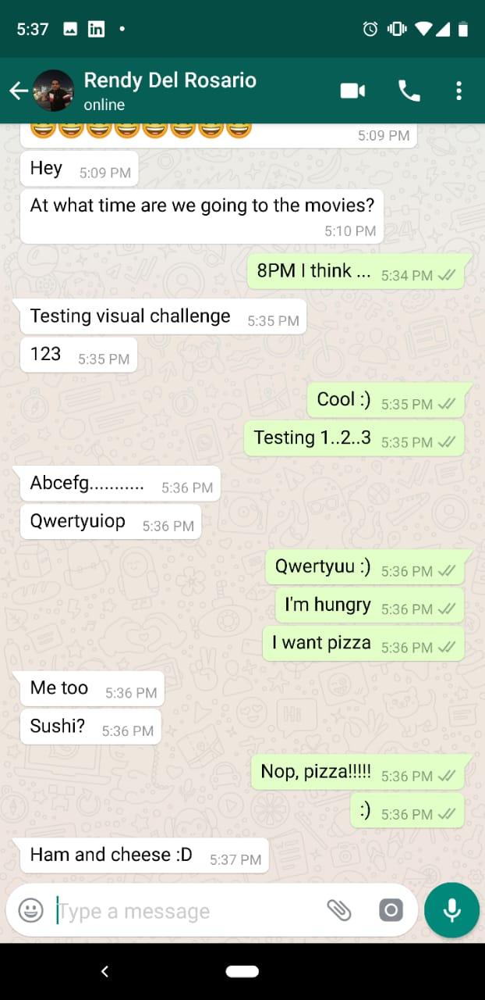 5:37
in
Rendy Del Rosario
online
5:09 PM
Hey 5:09 PM
At what time are we going to the movies?
5:10 PM
8PM I think ... 5:34 PM
Testing visual challenge 5:35 PM
123 5:35 PM
Cool :) 5:35 PM
Testing 1..2..3 5:35 PM
Abcefg........... 5:36 PM
Qwertyuiop 5:36 PM
Qwertyuu :) 5:36 PM
I'm hungry 5:36 PM
I want pizza 5:36 PM
Me too 5:36 PM
Sushi? 5:36 PM
Nop, pizza!!!!! 5:36 PM
:) 5:36 PM
Ham and cheese :D 5:37 PM
Type a message